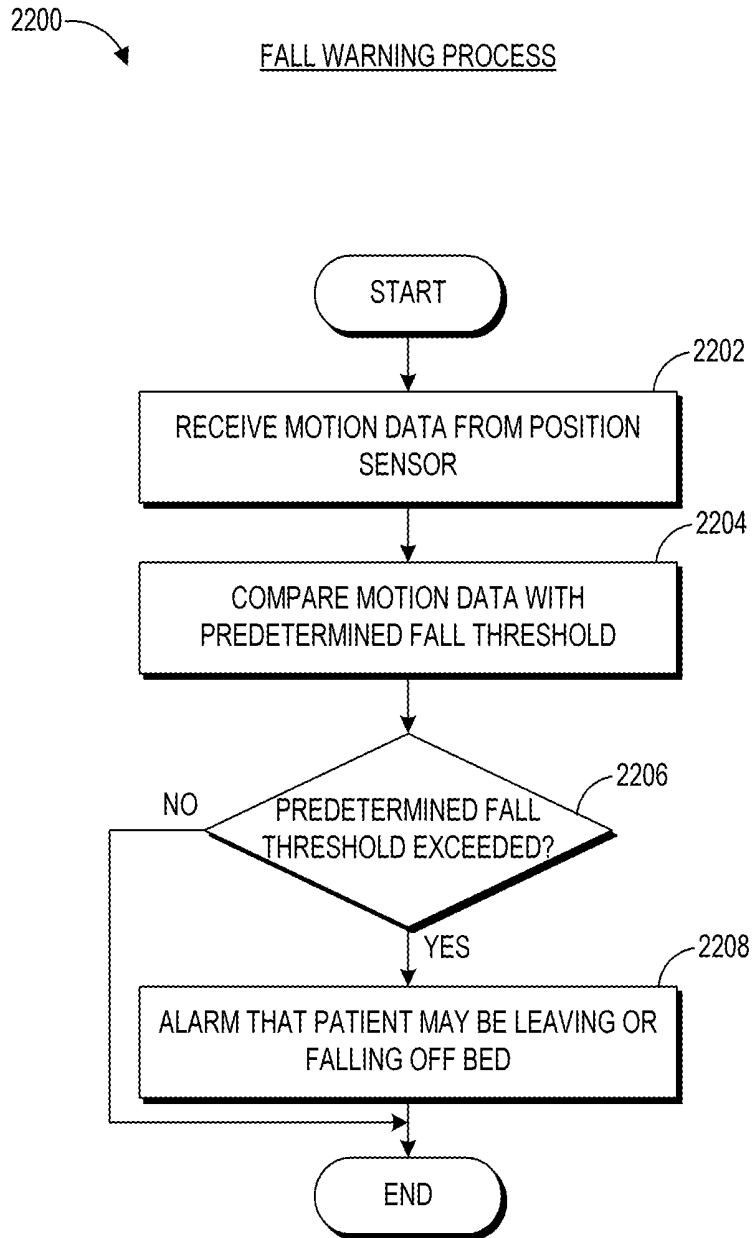 2200
FALL WARNING PROCESS
START
2202
RECEIVE MOTION DATA FROM POSITION
SENSOR
2204
COMPARE MOTION DATA WITH
PREDETERMINED FALL THRESHOLD
2206
NO
PREDETERMINED FALL
THRESHOLD EXCEEDED?
YES
2208
ALARM THAT PATIENT MAY BE LEAVING OR
FALLING OFF BED
END